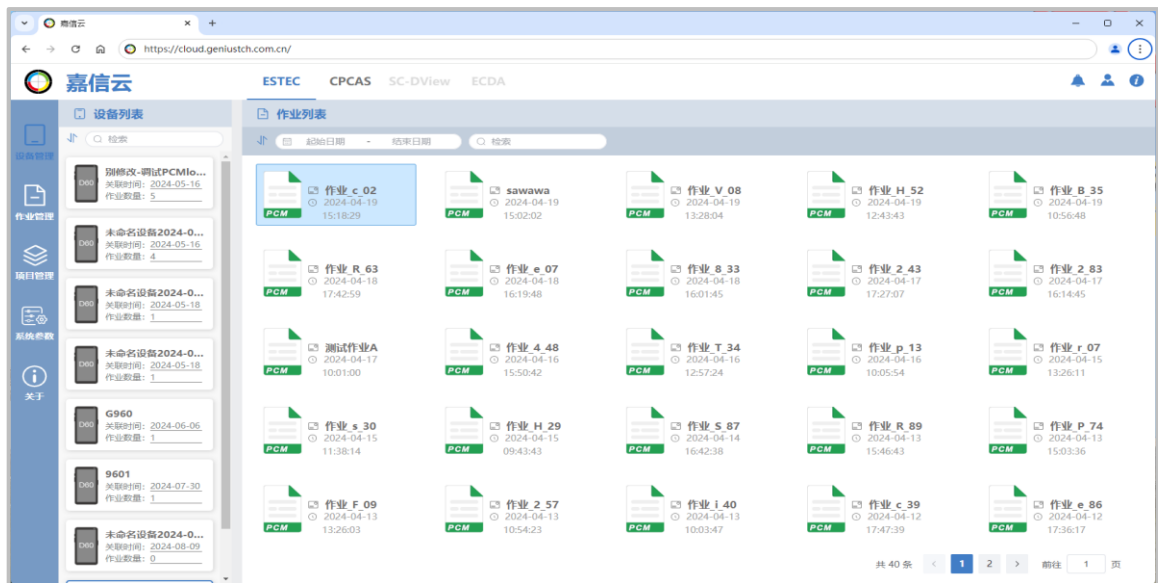 嘉信云
https://cloud.geniustch.com.cn/
嘉信云
ESTEC CPCAS SC-DView ECDA
设备列表
检索
设备管理
作业管理
项目管理
系统参数
关于
D60
别修改-调试PCMlo...
关联时间: 2024-05-16
作业数量: 5
D60
未命名设备2024-0...
关联时间: 2024-05-16
作业数量: 4
D60
未命名设备2024-0...
关联时间: 2024-05-18
作业数量: 1
D60
未命名设备2024-0...
关联时间: 2024-05-18
作业数量: 1
D60
G960
关联时间: 2024-06-06
作业数量: 1
D60
9601
关联时间: 2024-07-30
作业数量: 1
D60
未命名设备2024-0...
关联时间: 2024-08-09
作业数量: 0
作业列表
起始日期 - 结束日期 检索
PCM
作业_c_02
2024-04-19
15:18:29
PCM
sawawa
2024-04-19
15:02:02
PCM
作业_V_08
2024-04-19
13:28:04
PCM
作业_H_52
2024-04-19
12:43:43
PCM
作业_B_35
2024-04-19
10:56:48
PCM
作业_R_63
2024-04-18
17:42:59
PCM
作业_e_07
2024-04-18
16:19:48
PCM
作业_8_33
2024-04-18
16:01:45
PCM
作业_2_43
2024-04-17
17:27:07
PCM
作业_2_83
2024-04-17
16:14:45
PCM
测试作业A
2024-04-17
10:01:00
PCM
作业_4_48
2024-04-16
15:50:42
PCM
作业_T_34
2024-04-16
12:57:24
PCM
作业_p_13
2024-04-16
10:05:54
PCM
作业_r_07
2024-04-15
13:26:11
PCM
作业_s_30
2024-04-15
11:38:14
PCM
作业_H_29
2024-04-15
09:43:43
PCM
作业_S_87
2024-04-14
16:42:38
PCM
作业_R_89
2024-04-13
15:46:43
PCM
作业_P_74
2024-04-13
15:03:36
PCM
作业_F_09
2024-04-13
13:26:03
PCM
作业_2_57
2024-04-13
10:54:23
PCM
作业_i_40
2024-04-13
10:03:47
PCM
作业_c_39
2024-04-12
17:47:39
PCM
作业_e_86
2024-04-12
17:36:17
共 40 条 < 1 2 > 前往 1 页